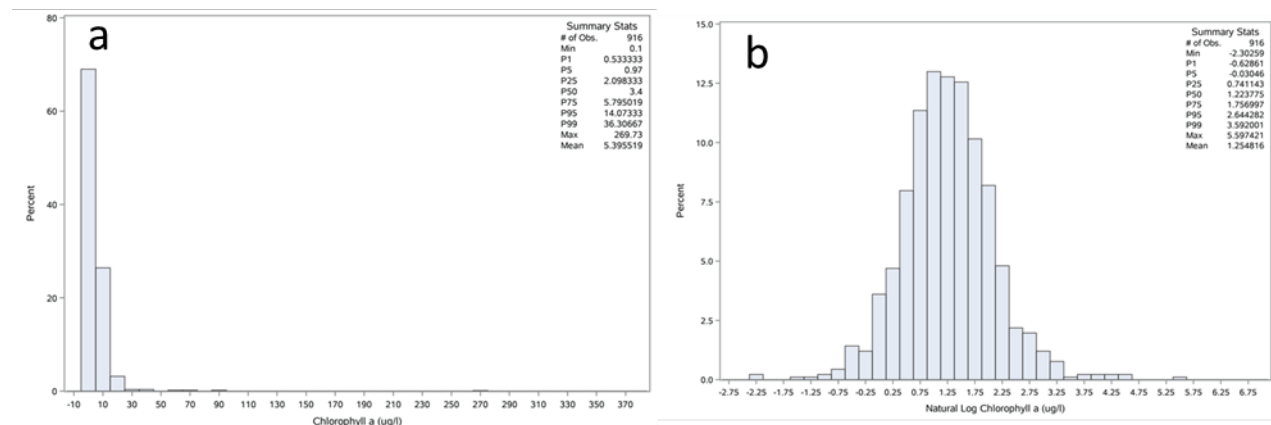 a
Summary Stats
# of Obs. 916
Min 0.1
P1 0.533333
P5 0.97
P25 2.098333
P50 3.4
P75 5.795019
P95 14.07333
P99 36.30667
Max 269.73
Mean 5.395519
80
60
40
20
0
Percent
-10 10 30 50 70 90 110 130 150 170 190 210 230 250 270 290 310 330 350 370
Chlorophyll a (ug/l)
b
Summary Stats
# of Obs. 916
Min -2.30259
P1 -0.62861
P5 -0.03046
P25 0.741143
P50 1.223775
P75 1.756997
P95 2.644282
P99 3.592001
Max 5.597421
Mean 1.254816
15.0
12.5
10.0
7.5
5.0
2.5
0.0
Percent
-2.75 -2.25 -1.75 -1.25 -0.75 -0.25 0.25 0.75 1.25 1.75 2.25 2.75 3.25 3.75 4.25 4.75 5.25 5.75 6.25 6.75
Natural Log Chlorophyll a (ug/l)